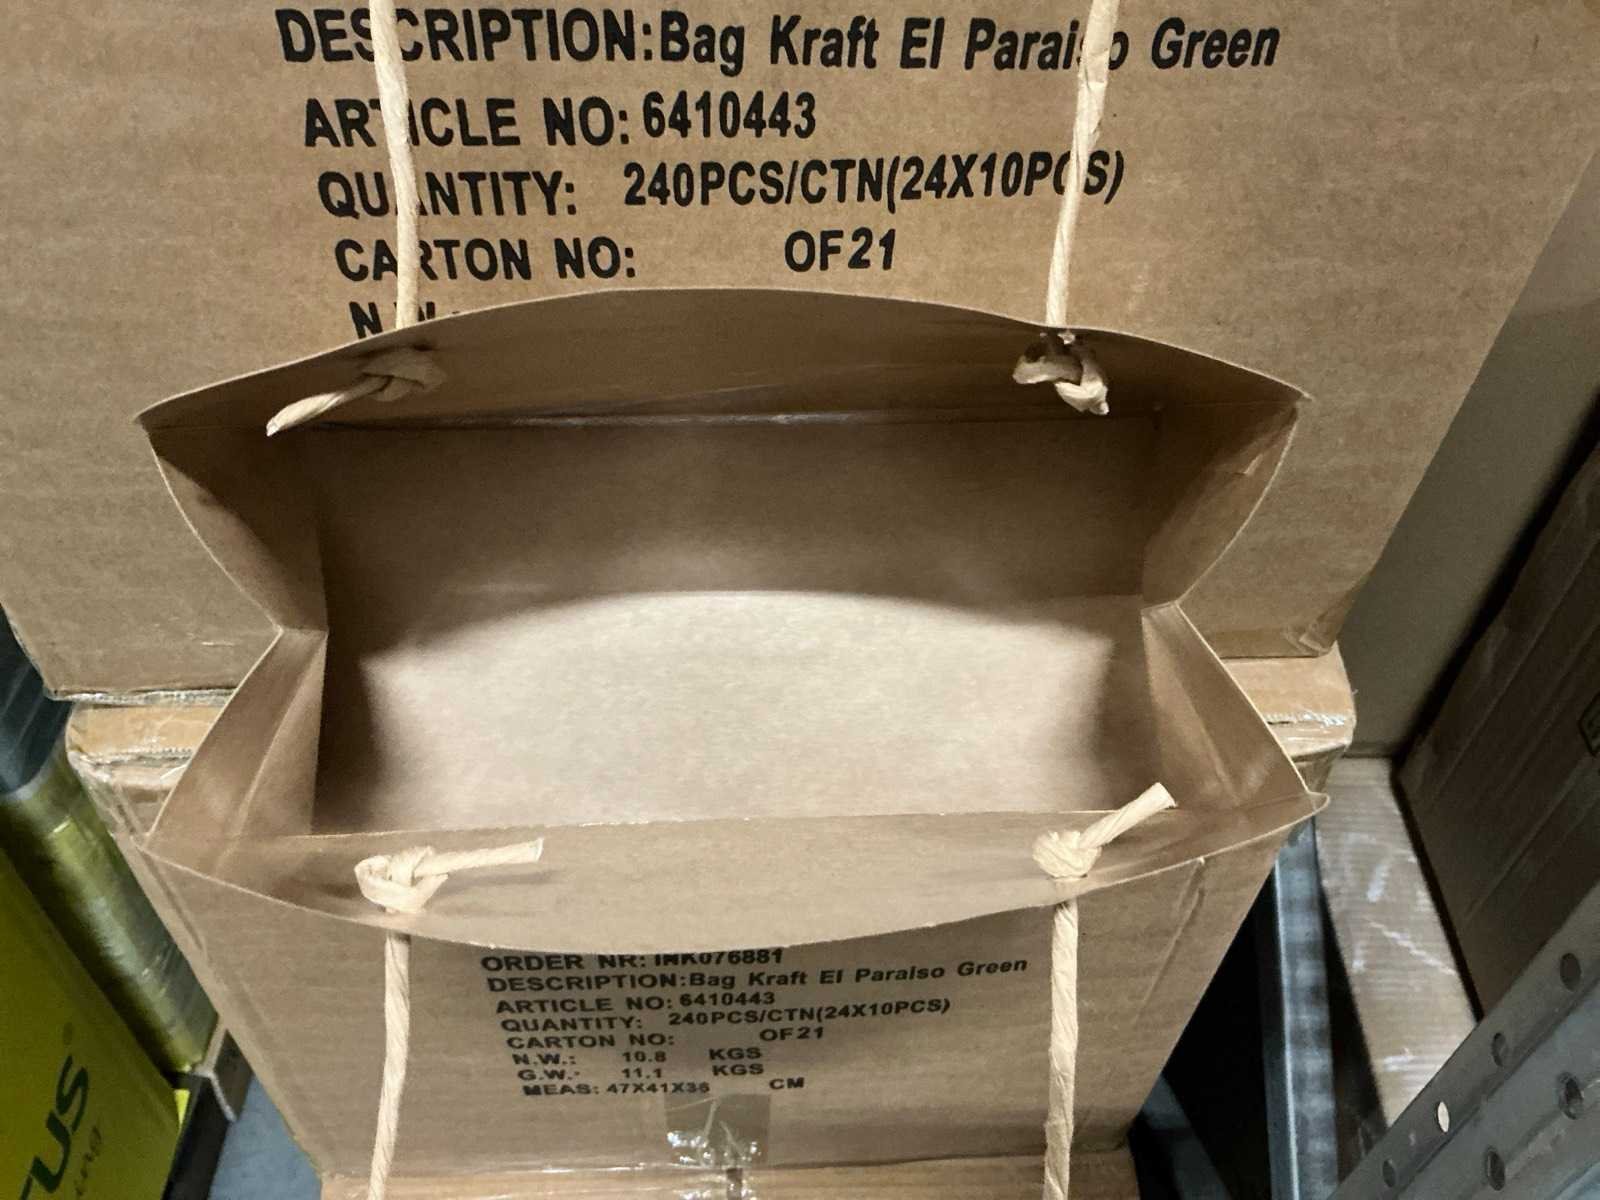 DESCRIPTION:Bag Kraft El Paraiso Green
ARTICLE NO: 6410443
QUANTITY: 240PCS/CTN(24X10PCS)
CARTON NO: OF21
N.W.:
ORDER NR: INK076881
DESCRIPTION:Bag Kraft El Paraiso Green
ARTICLE NO: 6410443
QUANTITY: 240PCS/CTN(24X10PCS)
CARTON NO: OF21
N.W.: 10.8 KGS
G.W.: 11.1 KGS
MEAS: 47X41X36 CM